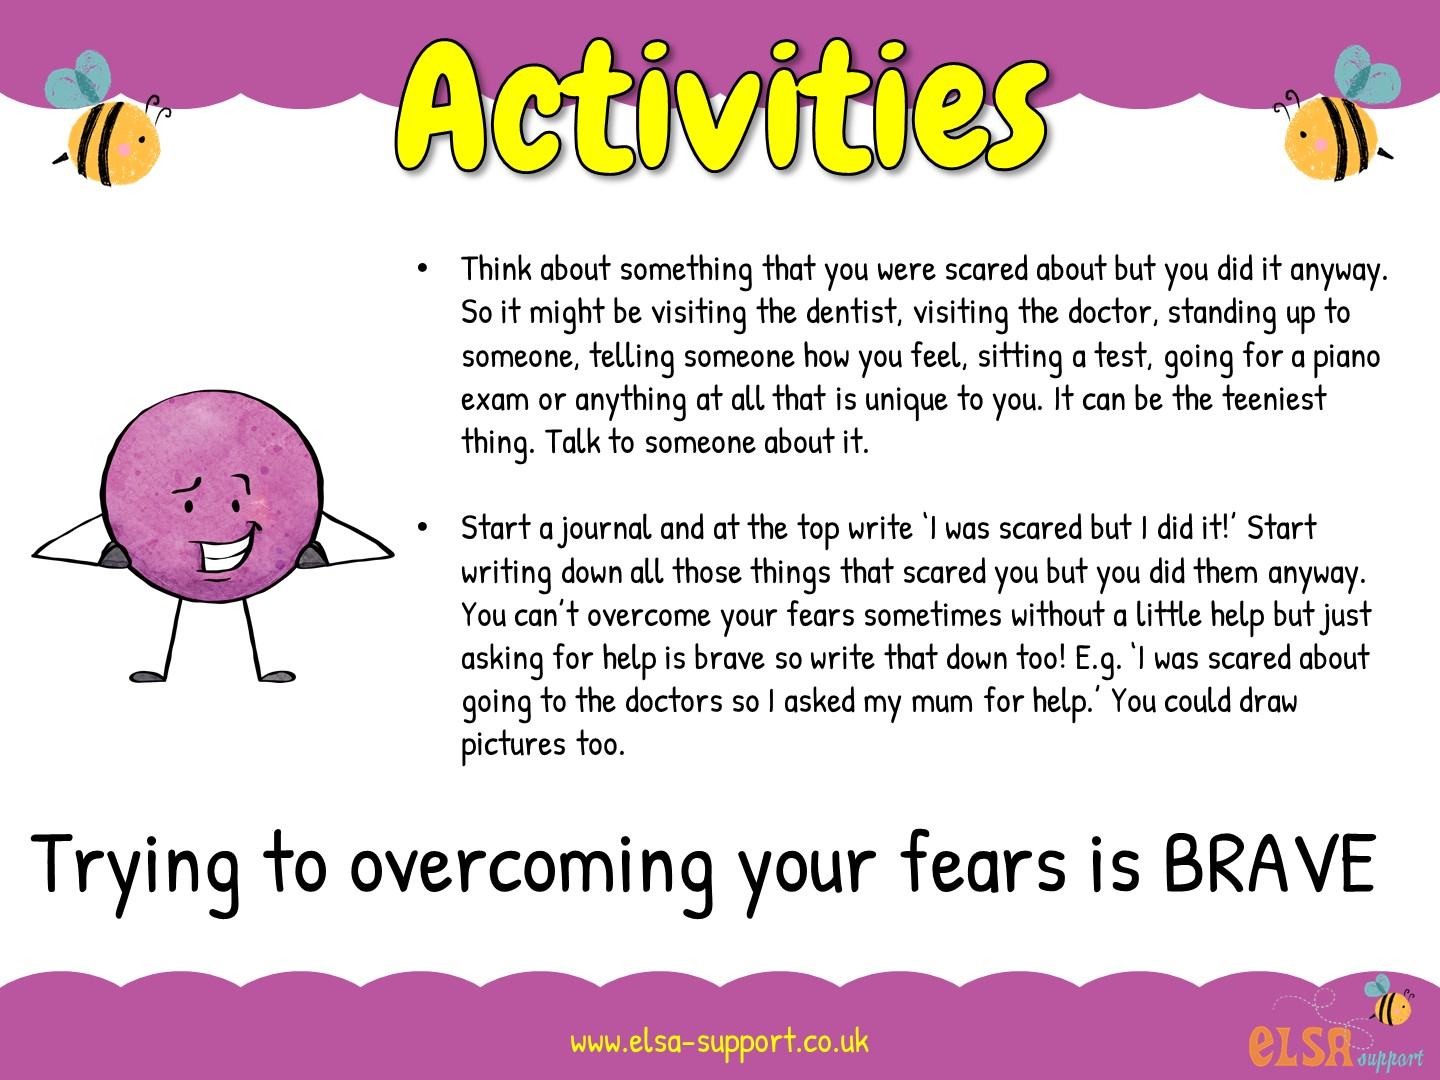 Activities
• Think about something that you were scared about but you did it anyway.
So it might be visiting the dentist, visiting the doctor, standing up to
someone, telling someone how you feel, sitting a test, going for a piano
exam or anything at all that is unique to you. It can be the teeniest
thing. Talk to someone about it.
• Start a journal and at the top write ‘I was scared but I did it!’ Start
writing down all those things that scared you but you did them anyway.
You can’t overcome your fears sometimes without a little help but just
asking for help is brave so write that down too! E.g. ‘I was scared about
going to the doctors so I asked my mum for help.’ You could draw
pictures too.
Trying to overcoming your fears is BRAVE
www.elsa-support.co.uk
ELSA support